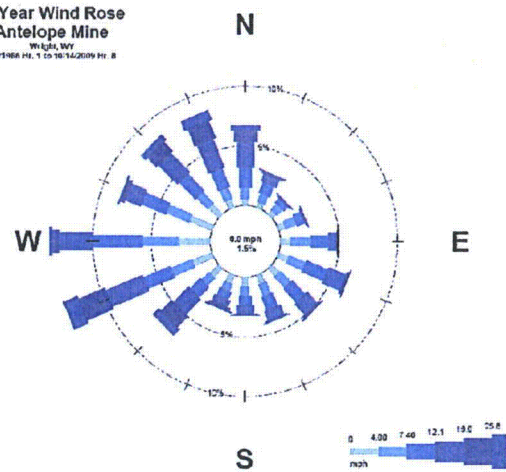 Year Wind Rose
Antelope Mine
Wright, WY
N
10%
5%
W
0.0 mph
1.5%
E
5%
10%
S
0 4.00 7.40 12.1 19.0 25.8
mph